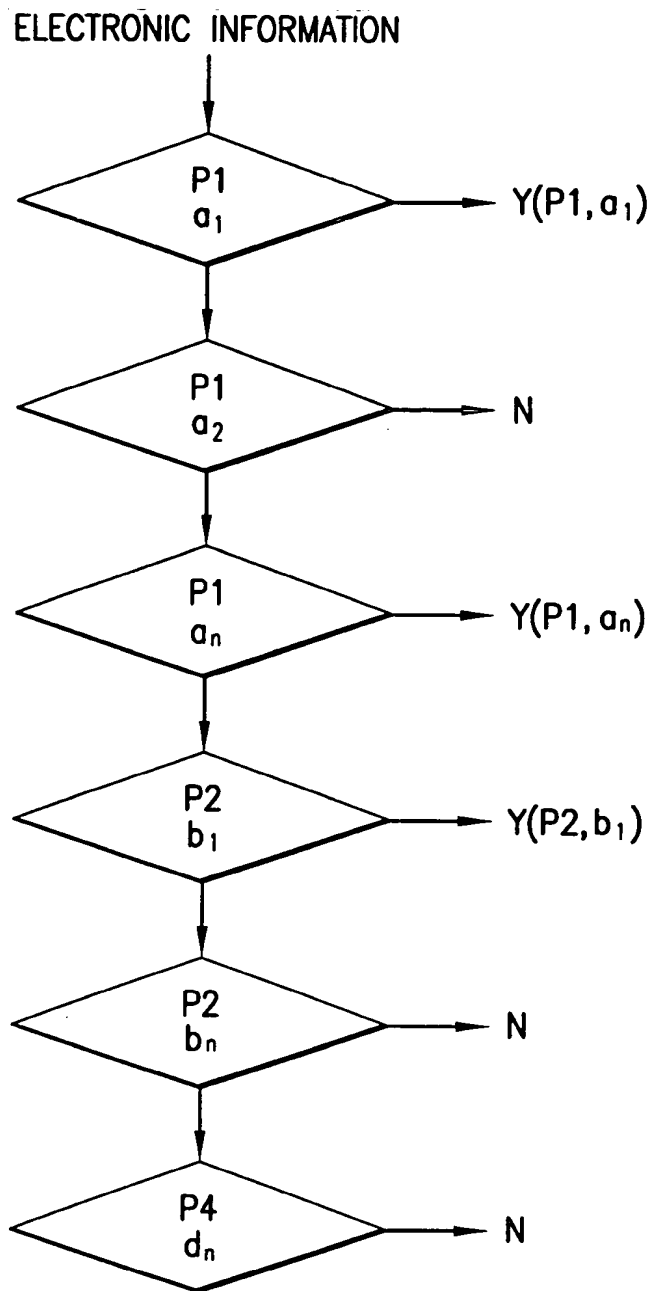 ELECTRONIC INFORMATION
P1
a₁
Y(P1, a₁)
P1
a₂
N
P1
aₙ
Y(P1, aₙ)
P2
b₁
Y(P2, b₁)
P2
bₙ
N
P4
dₙ
N